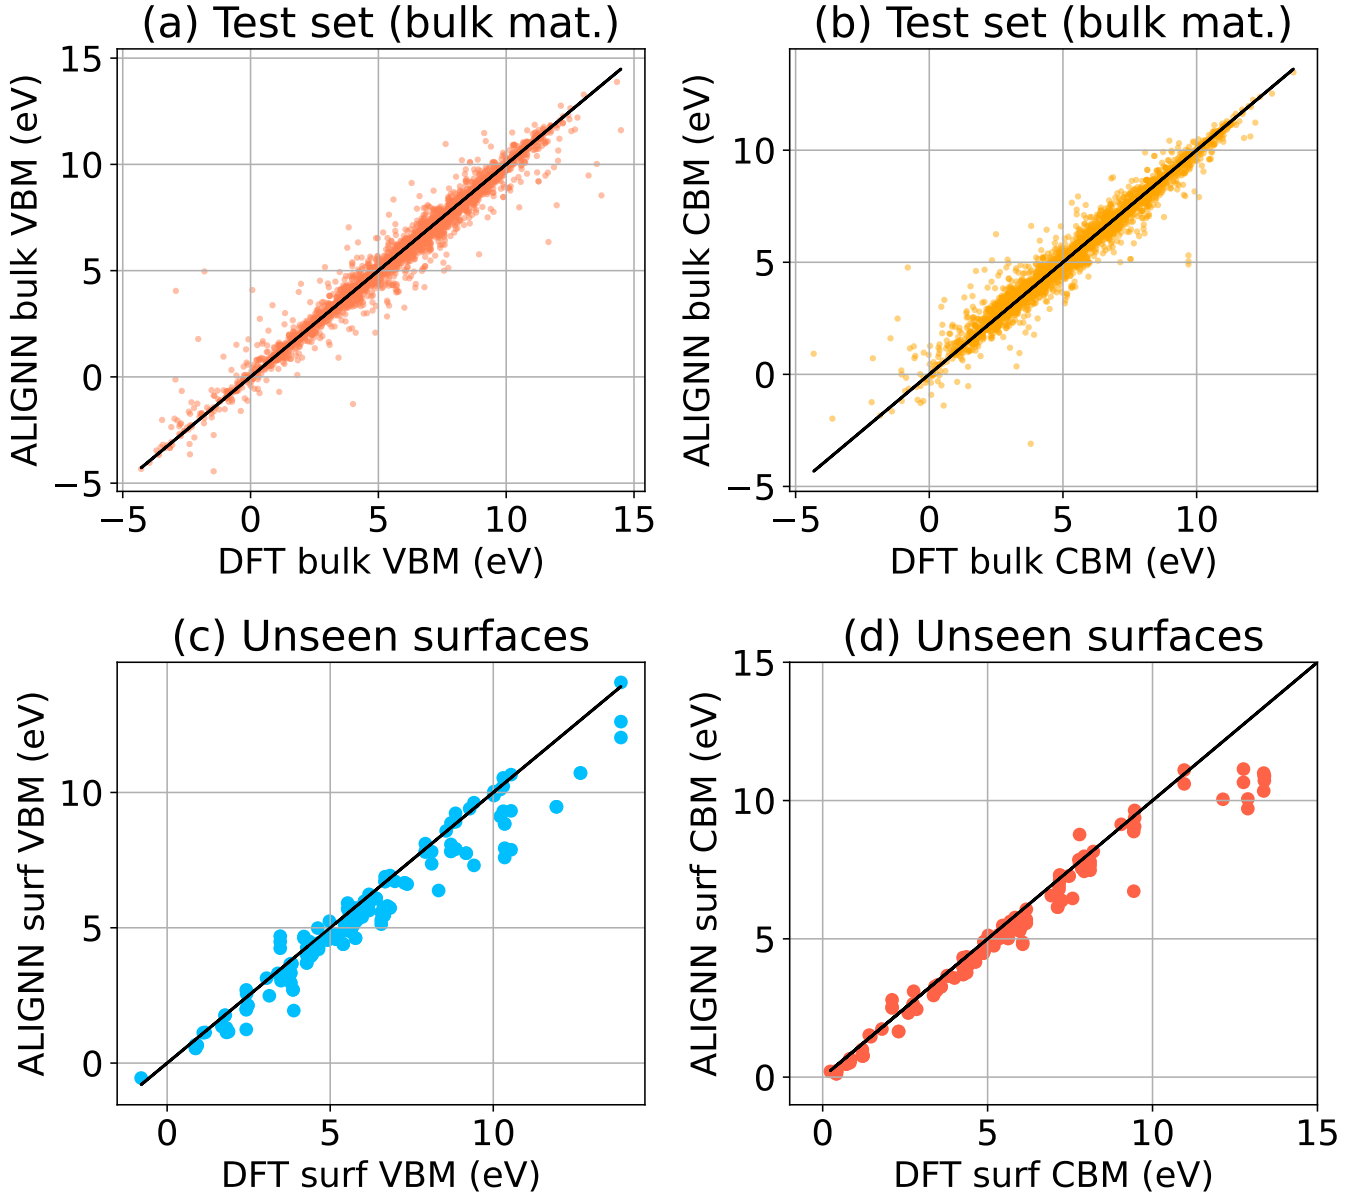 (a) Test set (bulk mat.)
ALIGNN bulk VBM (eV)
15
10
5
0
−5
−5 0 5 10 15
DFT bulk VBM (eV)
(b) Test set (bulk mat.)
ALIGNN bulk CBM (eV)
10
5
0
−5
−5 0 5 10
DFT bulk CBM (eV)
(c) Unseen surfaces
ALIGNN surf VBM (eV)
10
5
0
0 5 10
DFT surf VBM (eV)
(d) Unseen surfaces
ALIGNN surf CBM (eV)
15
10
5
0
0 5 10 15
DFT surf CBM (eV)